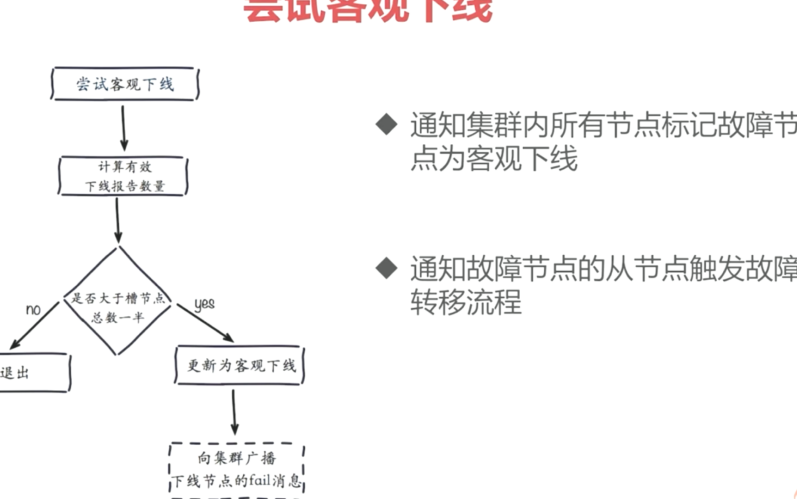 尝试客观下线
尝试客观下线
计算有效
下线报告数量
是否大于槽节点
总数一半
no
yes
退出
更新为客观下线
向集群广播
下线节点的fail消息
◆ 通知集群内所有节点标记故障节
点为客观下线
◆ 通知故障节点的从节点触发故障
转移流程